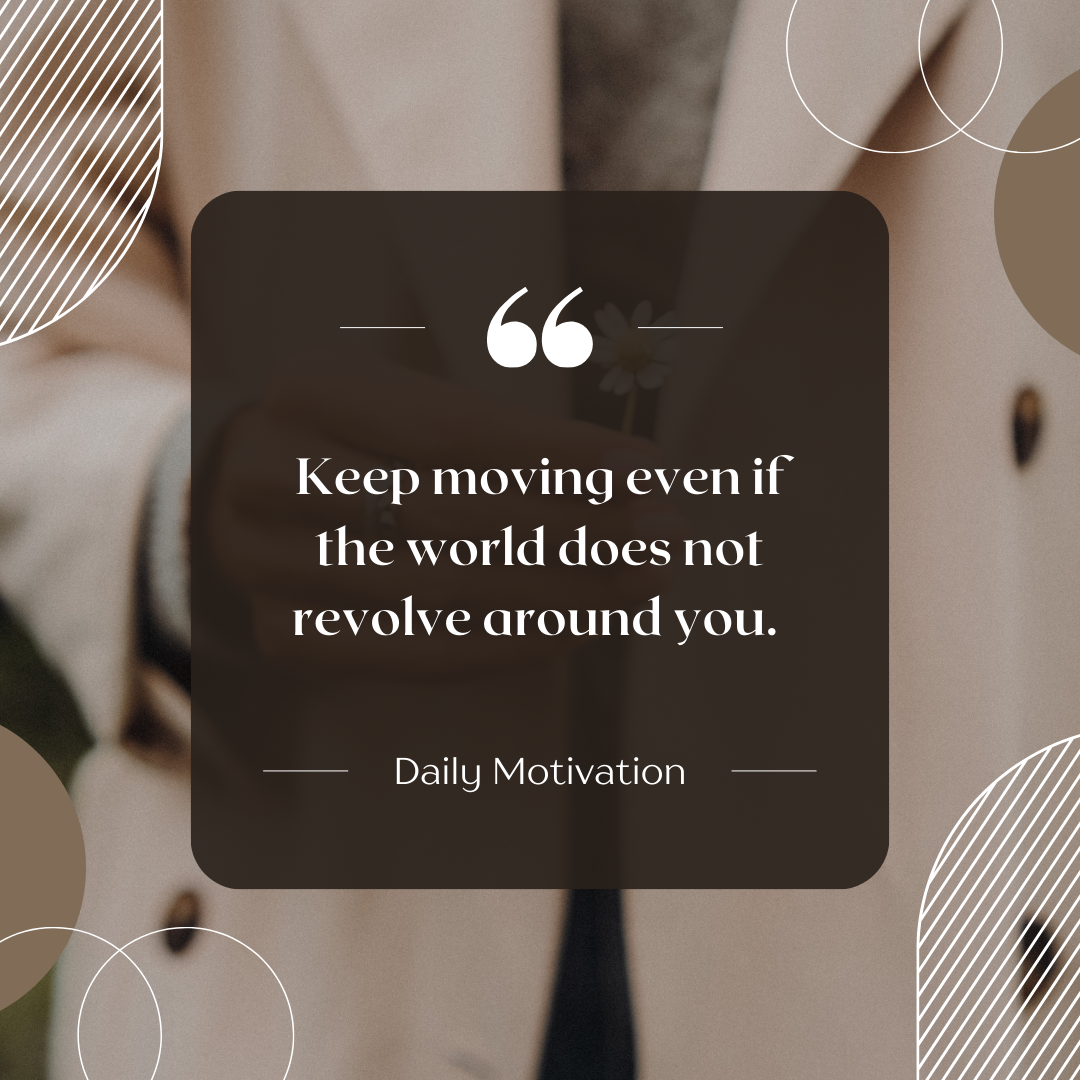 “
Keep moving even if
the world does not
revolve around you.
Daily Motivation